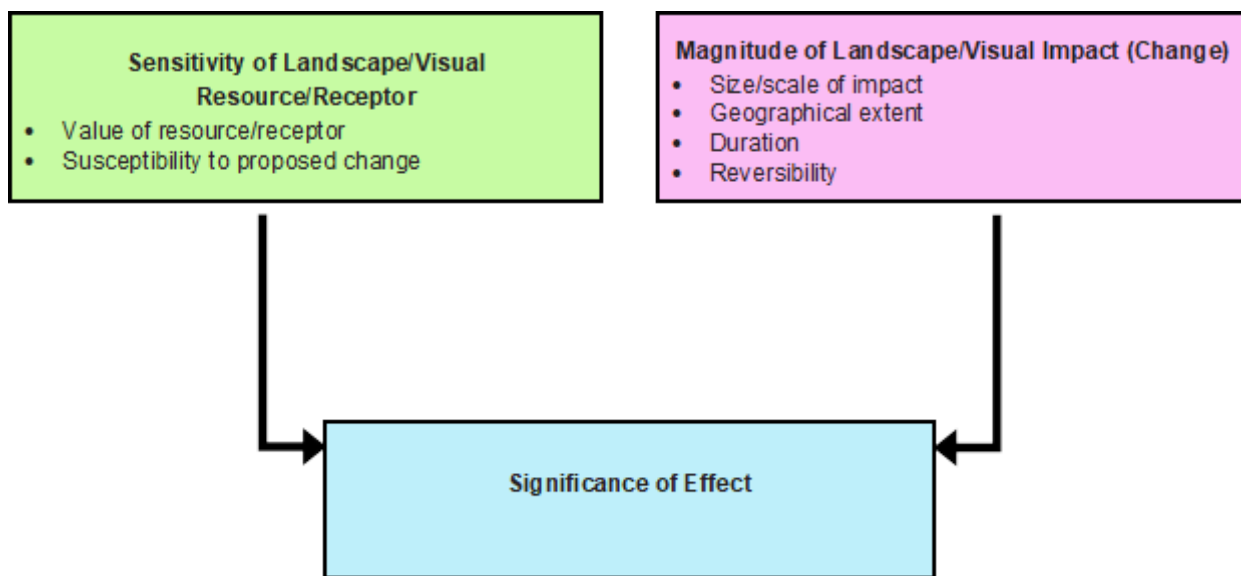 Sensitivity of Landscape/Visual
Resource/Receptor
• Value of resource/receptor
• Susceptibility to proposed change
Magnitude of Landscape/Visual Impact (Change)
• Size/scale of impact
• Geographical extent
• Duration
• Reversibility
Significance of Effect